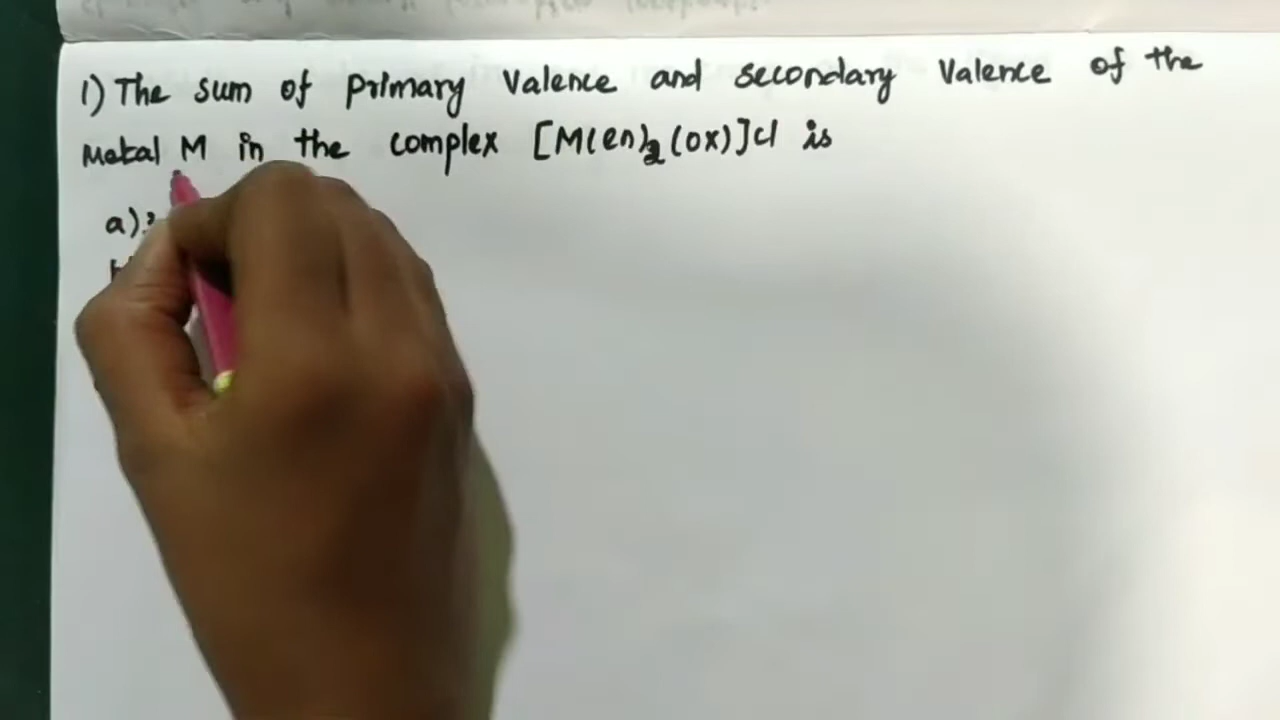 1) The sum of primary valence and secondary valence of the
Metal M in the complex [M(en)2(ox)]Cl is
a)